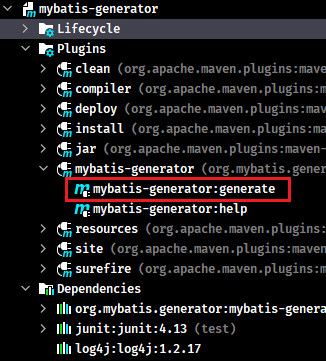 mybatis-generator
Lifecycle
Plugins
clean (org.apache.maven.plugins:mave
compiler (org.apache.maven.plugins:m
deploy (org.apache.maven.plugins:mav
install (org.apache.maven.plugins:ma
jar (org.apache.maven.plugins:maven-
mybatis-generator (org.mybatis.gener
mybatis-generator:generate
mybatis-generator:help
resources (org.apache.maven.plugins:
site (org.apache.maven.plugins:maven
surefire (org.apache.maven.plugins:m
Dependencies
org.mybatis.generator:mybatis-genera
junit:junit:4.13 (test)
log4j:log4j:1.2.17